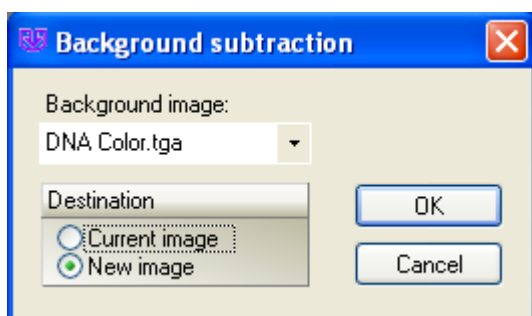 Background subtraction
Background image:
DNA Color.tga
Destination
Current image
New image
OK
Cancel